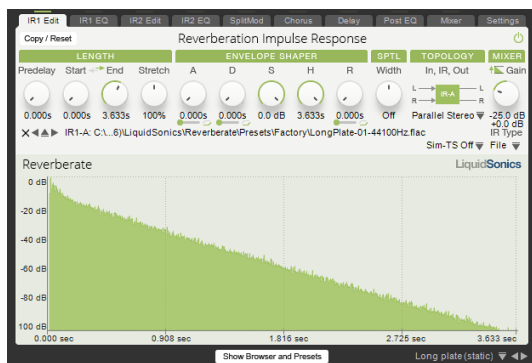 IR1 Edit IR1 EQ IR2 Edit IR2 EQ SplitMod Chorus Delay Post EQ Mixer Settings
Copy / Reset Reverberation Impulse Response
LENGTH ENVELOPE SHAPER SPTL TOPOLOGY MIXER
Predelay Start End Stretch A D S H R Width In, IR, Out Gain
L R IR-A L R
0.000s 0.000s 3.633s 100% 0.000s 0.000s 0.0 dB 3.633s 0.000s Off Parallel Stereo -25.0 dB
+0.0 dB
IR1-A: C:\...6)\LiquidSonics\Reverberate\Presets\Factory\LongPlate-01-44100Hz.flac IR Type
Sim-TS Off File
Reverberate LiquidSonics
0 dB
-20 dB
-40 dB
-60 dB
-80 dB
100 dB
0.000 sec 0.908 sec 1.816 sec 2.725 sec 3.633 sec
Show Browser and Presets Long plate (static)